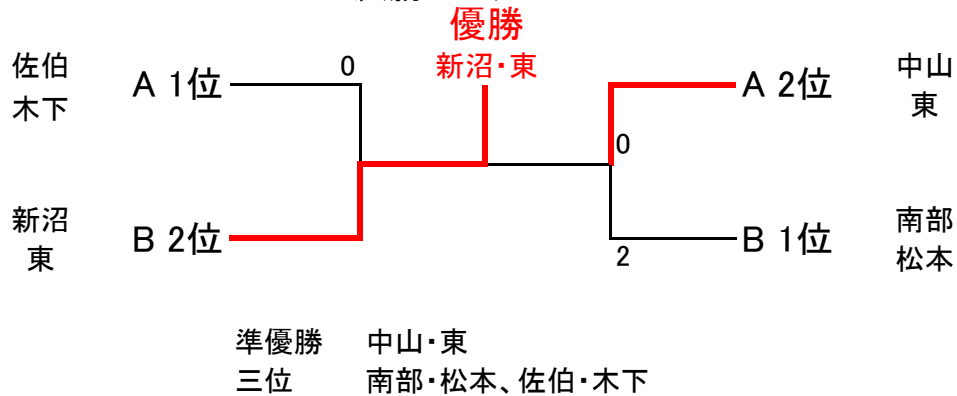 優勝
新沼・東
佐伯
木下
A 1位
0
A 2位
中山
東
0
新沼
東
B 2位
2
B 1位
南部
松本
準優勝 中山・東
三位 南部・松本、佐伯・木下